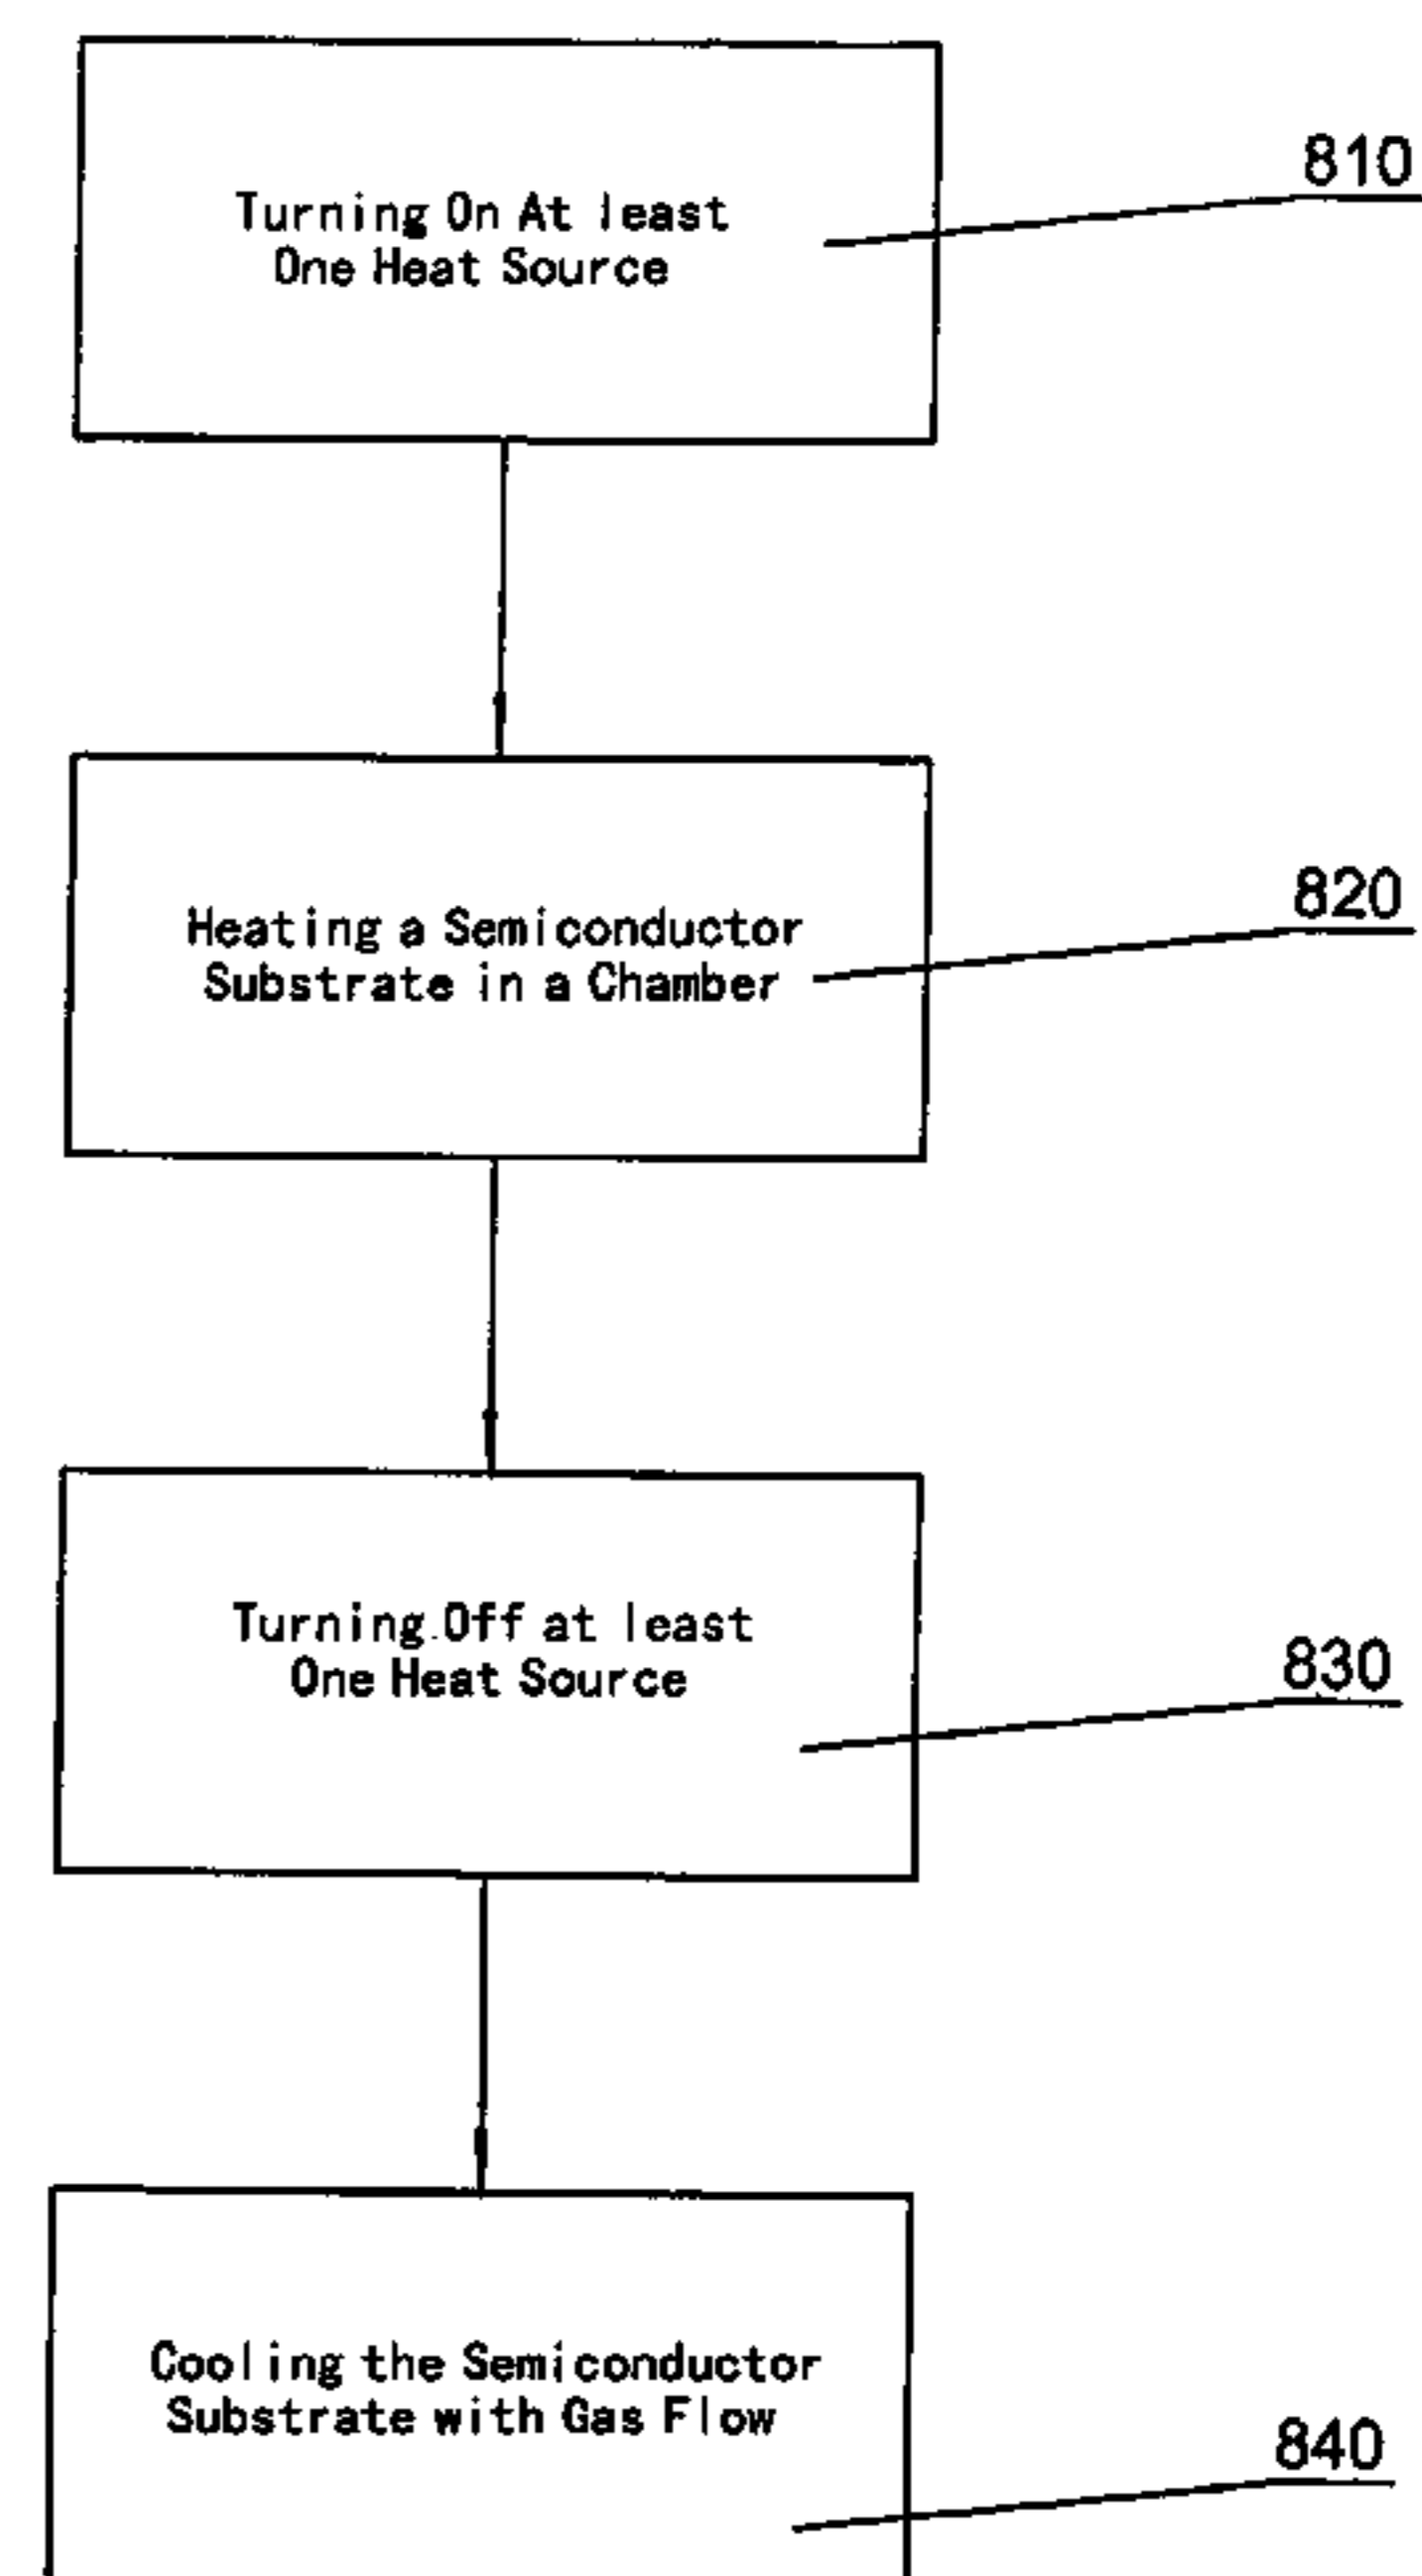 Turning On At least
One Heat Source
810
Heating a Semiconductor
Substrate in a Chamber
820
Turning Off at least
One Heat Source
830
Cooling the Semiconductor
Substrate with Gas Flow
840